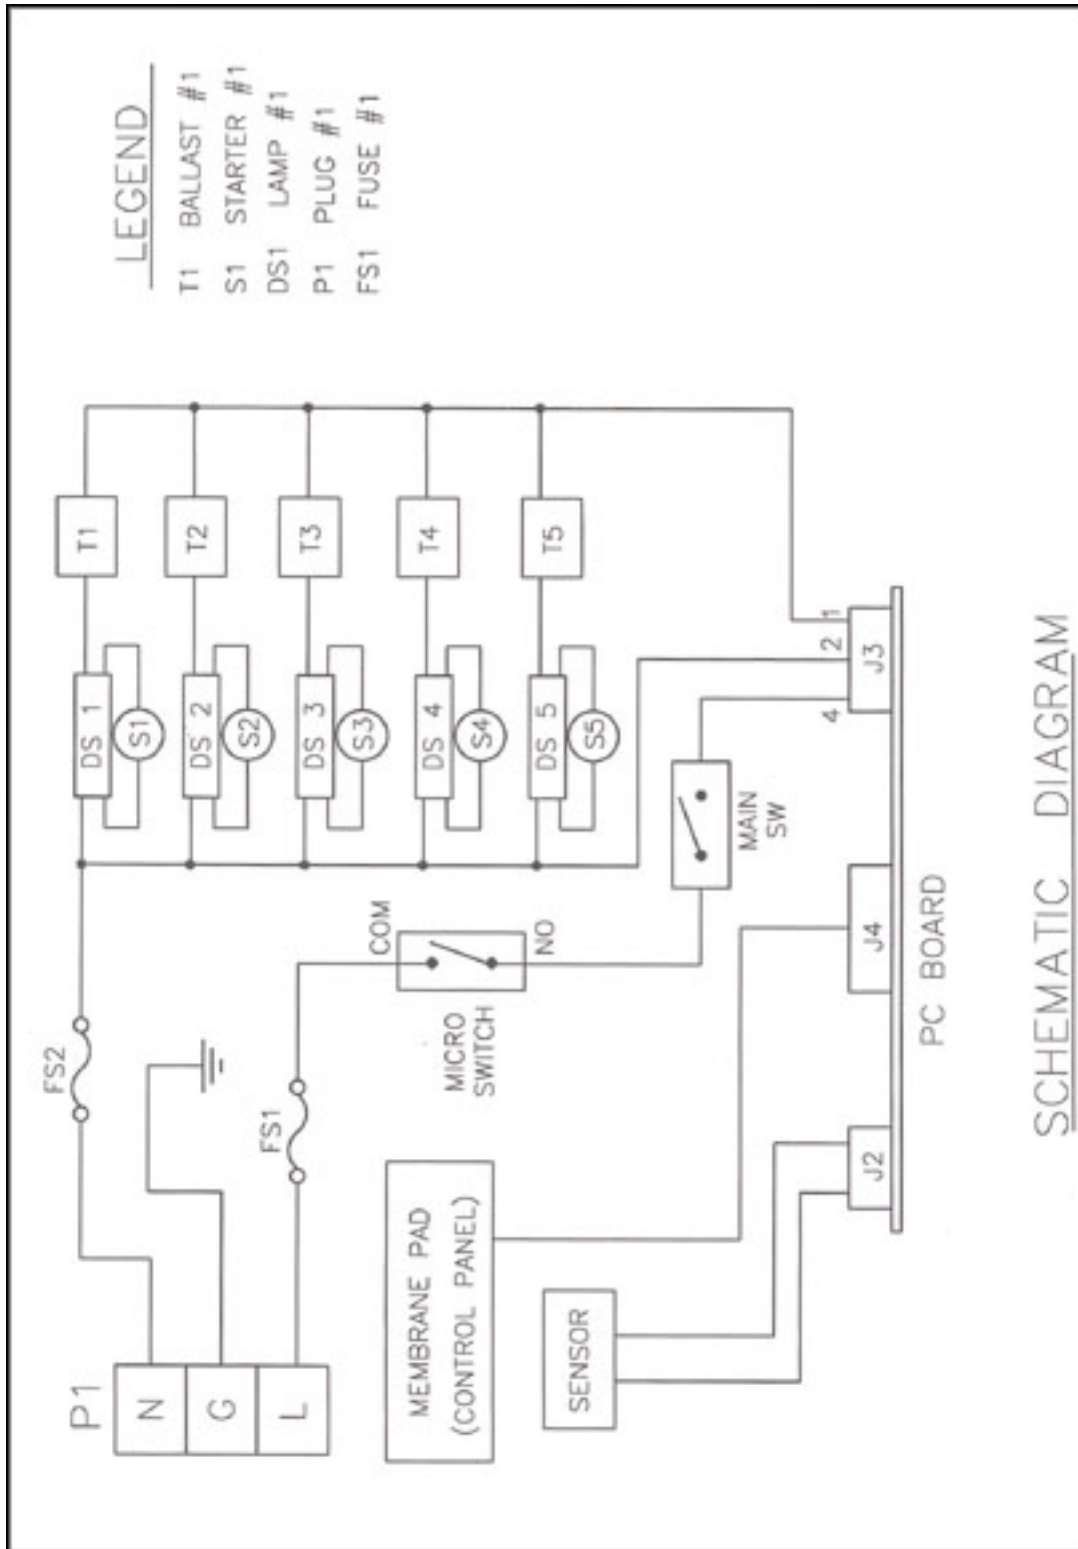 LEGEND
T1 BALLAST #1
S1 STARTER #1
DS1 LAMP #1
P1 PLUG #1
FS1 FUSE #1
P1
N
G
L
FS2
FS1
DS 1
S1
T1
DS 2
S2
T2
DS 3
S3
T3
DS 4
S4
T4
DS 5
S5
T5
COM
NO
MICRO
SWITCH
MAIN
SW
MEMBRANE PAD
(CONTROL PANEL)
SENSOR
4 2 1
J2
J4
J3
PC BOARD
SCHEMATIC DIAGRAM